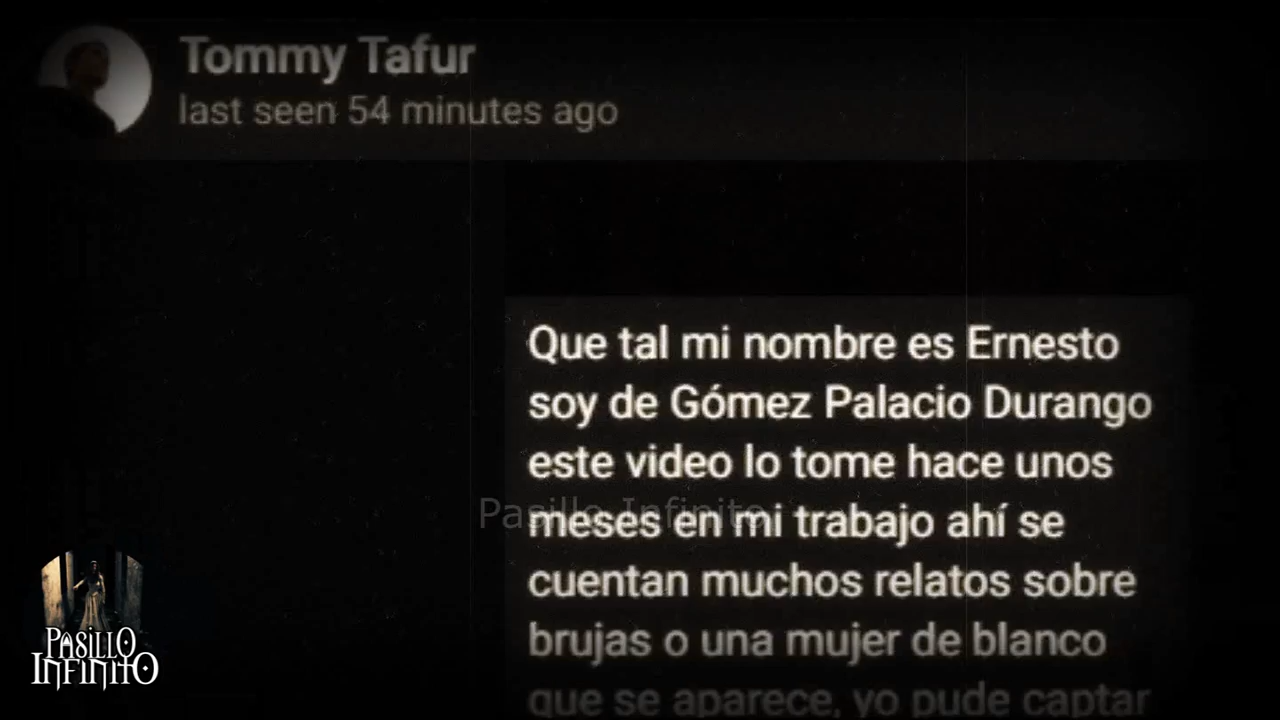 Tommy Tafur
last seen 54 minutes ago
Que tal mi nombre es Ernesto
soy de Gómez Palacio Durango
este video lo tome hace unos
Pasillo Infinito
meses en mi trabajo ahí se
cuentan muchos relatos sobre
brujas o una mujer de blanco
que se aparece, yo pude captar
PASILLO
INFINITO